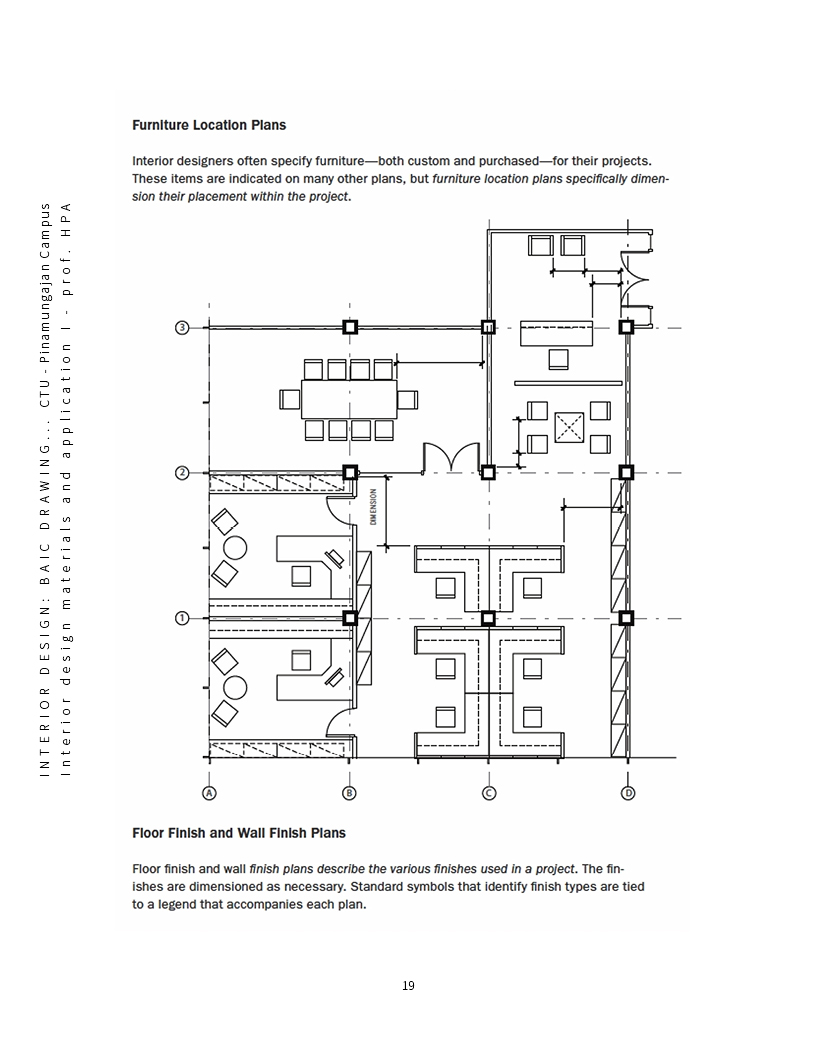 INTERIOR DESIGN: BAIC DRAWING... CTU - Pinamungajan Campus
Interior design materials and application I - prof. HPA
Furniture Location Plans
Interior designers often specify furniture—both custom and purchased—for their projects.
These items are indicated on many other plans, but furniture location plans specifically dimen-
sion their placement within the project.
3
2
DIMENSION
1
A
B
C
D
Floor Finish and Wall Finish Plans
Floor finish and wall finish plans describe the various finishes used in a project. The fin-
ishes are dimensioned as necessary. Standard symbols that identify finish types are tied
to a legend that accompanies each plan.
19